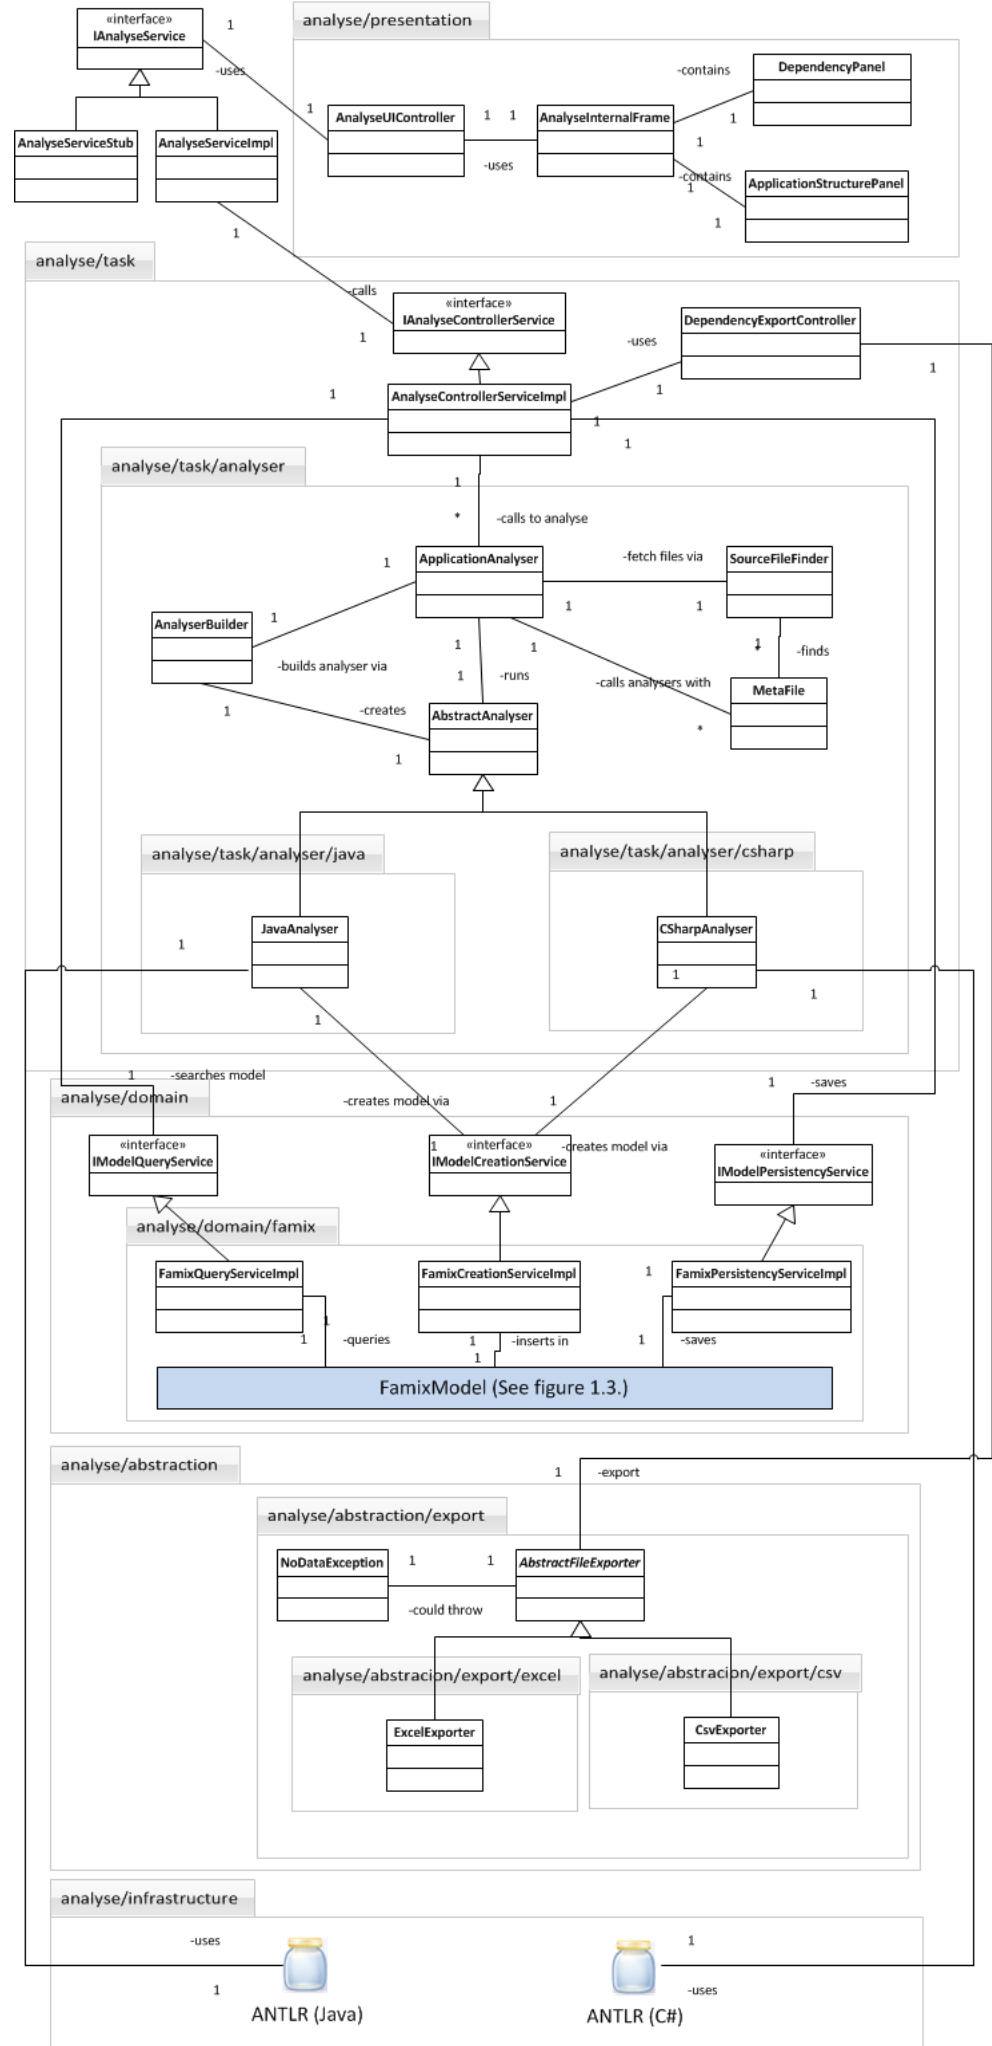 «interface»
IAnalyseService
1
-uses
1
analyse/presentation
AnalyseUIController
1 1
-uses
AnalyseInternalFrame
-contains
1
1
DependencyPanel
-contains
1
1
ApplicationStructurePanel
AnalyseServiceStub
AnalyseServiceImpl
1
-calls
1
analyse/task
«interface»
IAnalyseControllerService
DependencyExportController
-uses
1
1
1
AnalyseControllerServiceImpl
1
1
analyse/task/analyser
1
*
-calls to analyse
ApplicationAnalyser
-fetch files via
SourceFileFinder
1
1
1
AnalyserBuilder
1
-builds analyser via
1
1
-runs
1
1
*
-finds
-calls analysers with
MetaFile
*
1
-creates
AbstractAnalyser
1
analyse/task/analyser/java
analyse/task/analyser/csharp
JavaAnalyser
1
CSharpAnalyser
1
1
1
1
-searches model
1
-saves
analyse/domain
-creates model via
1
«interface»
IModelQueryService
1
«interface»
IModelCreationService
-creates model via
«interface»
IModelPersistencyService
analyse/domain/famix
FamixQueryServiceImpl
FamixCreationServiceImpl
1
FamixPersistencyServiceImpl
1
1
-queries
1
-inserts in
1
1
-saves
FamixModel (See figure 1.3.)
analyse/abstraction
1
-export
analyse/abstraction/export
NoDataException
1
1
AbstractFileExporter
-could throw
analyse/abstracion/export/excel
analyse/abstracion/export/csv
ExcelExporter
CsvExporter
analyse/infrastructure
-uses
1
1
-uses
ANTLR (Java)
ANTLR (C#)